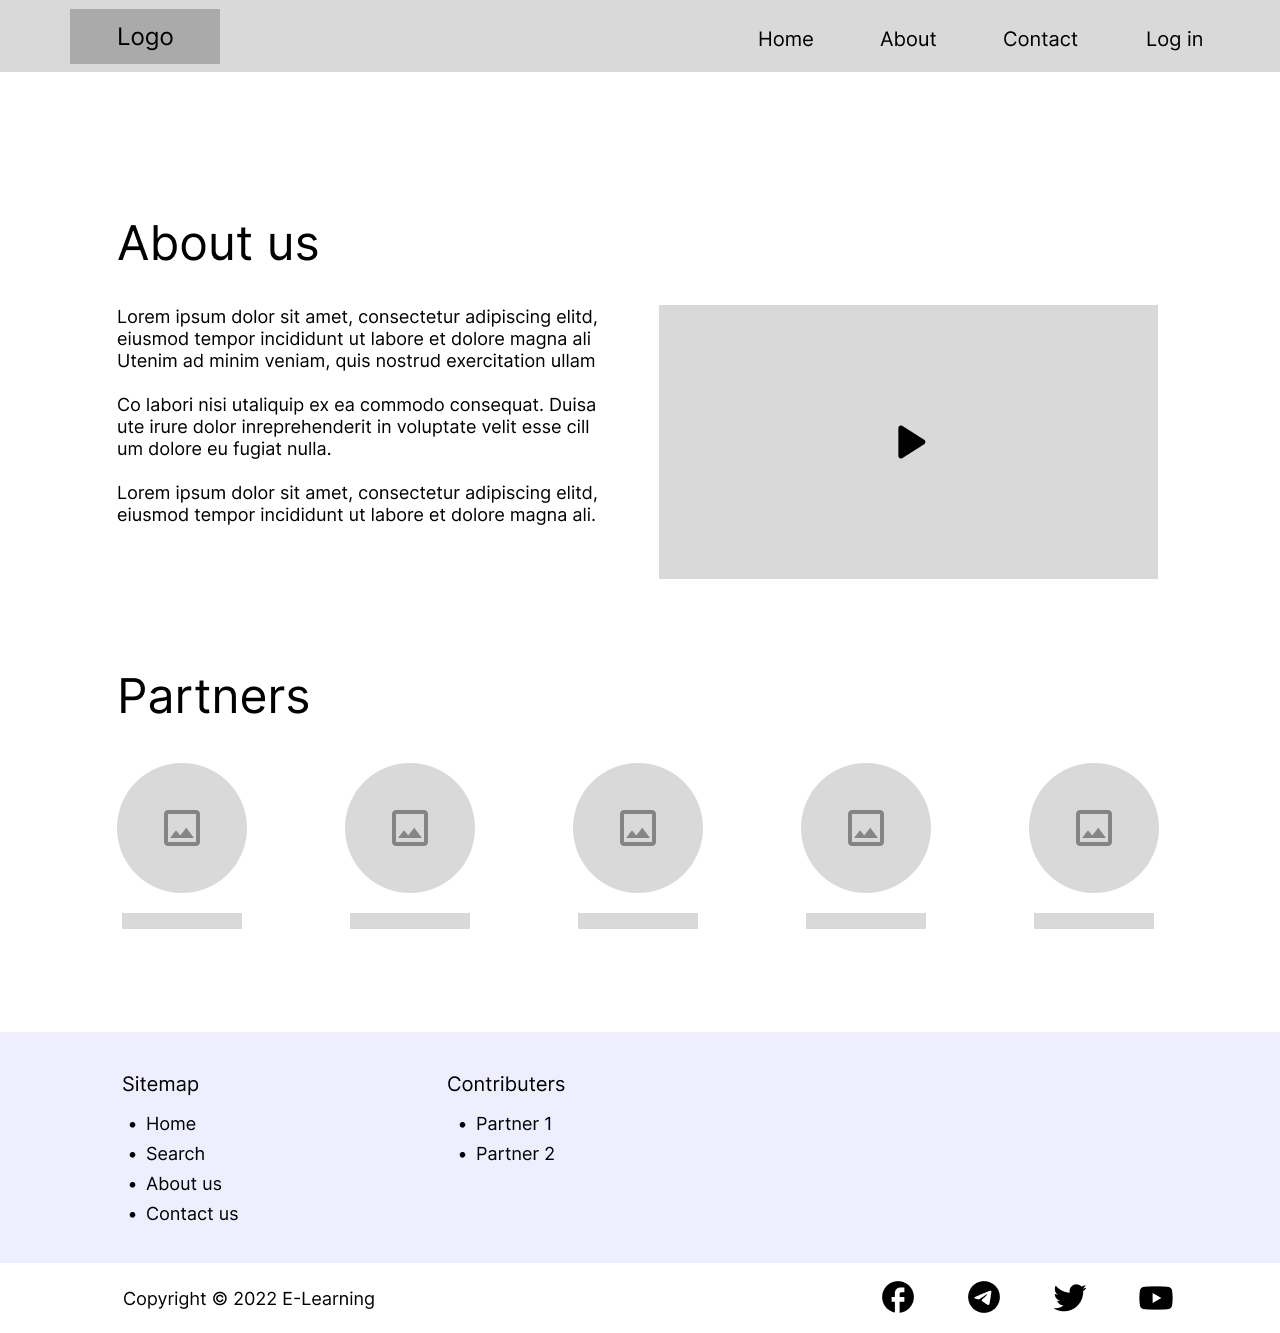 Logo
Home
About
Contact
Log in
About us
Lorem ipsum dolor sit amet, consectetur adipiscing elitd,
eiusmod tempor incididunt ut labore et dolore magna ali
Utenim ad minim veniam, quis nostrud exercitation ullam
Co labori nisi utaliquip ex ea commodo consequat. Duisa
ute irure dolor inreprehenderit in voluptate velit esse cill
um dolore eu fugiat nulla.
Lorem ipsum dolor sit amet, consectetur adipiscing elitd,
eiusmod tempor incididunt ut labore et dolore magna ali.
Partners
Sitemap
• Home
• Search
• About us
• Contact us
Contributers
• Partner 1
• Partner 2
Copyright © 2022 E-Learning